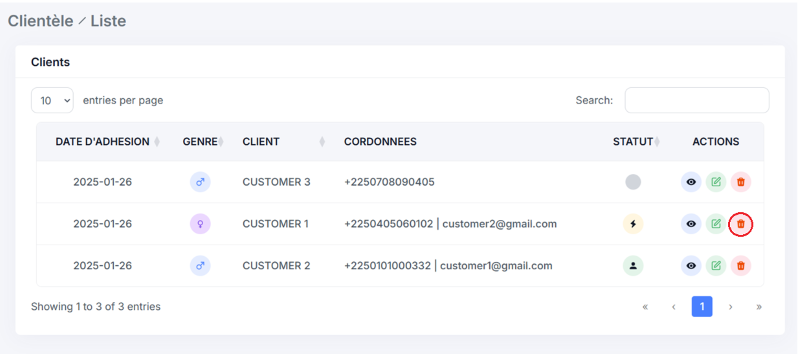 Clientèle / Liste
Clients
10 entries per page Search:
DATE D'ADHESION GENRE CLIENT CORDONNEES STATUT ACTIONS
2025-01-26 CUSTOMER 3 +2250708090405
2025-01-26 CUSTOMER 1 +2250405060102 | customer2@gmail.com
2025-01-26 CUSTOMER 2 +2250101000332 | customer1@gmail.com
Showing 1 to 3 of 3 entries « ‹ 1 › »